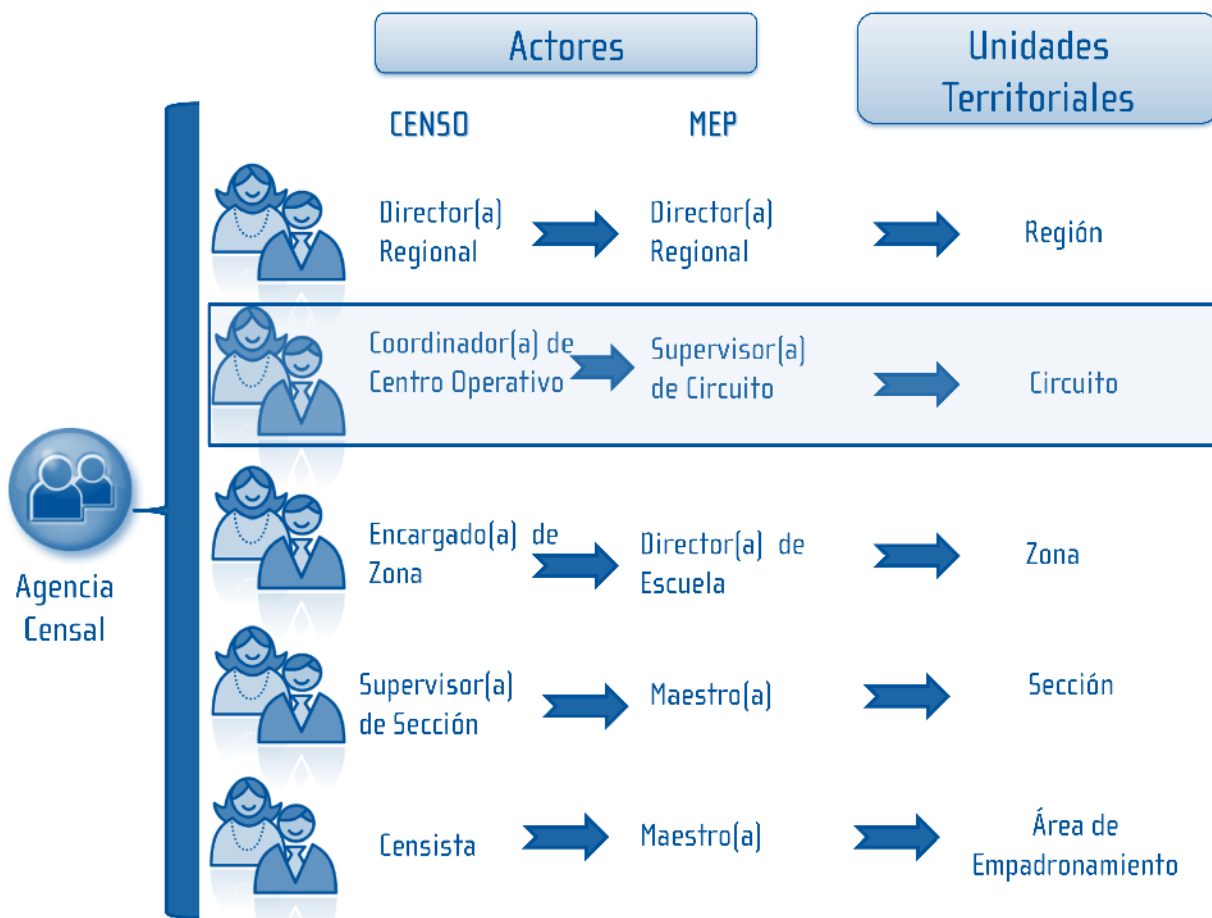 Actores
Unidades
Territoriales
CENSO
MEP
Director(a)
Regional
Director(a)
Regional
Región
Coordinador(a) de
Centro Operativo
Supervisor(a)
de Circuito
Circuito
Encargado(a) de
Zona
Director(a) de
Escuela
Zona
Agencia
Censal
Supervisor(a)
de Sección
Maestro(a)
Sección
Censista
Maestro(a)
Área de
Empadronamiento